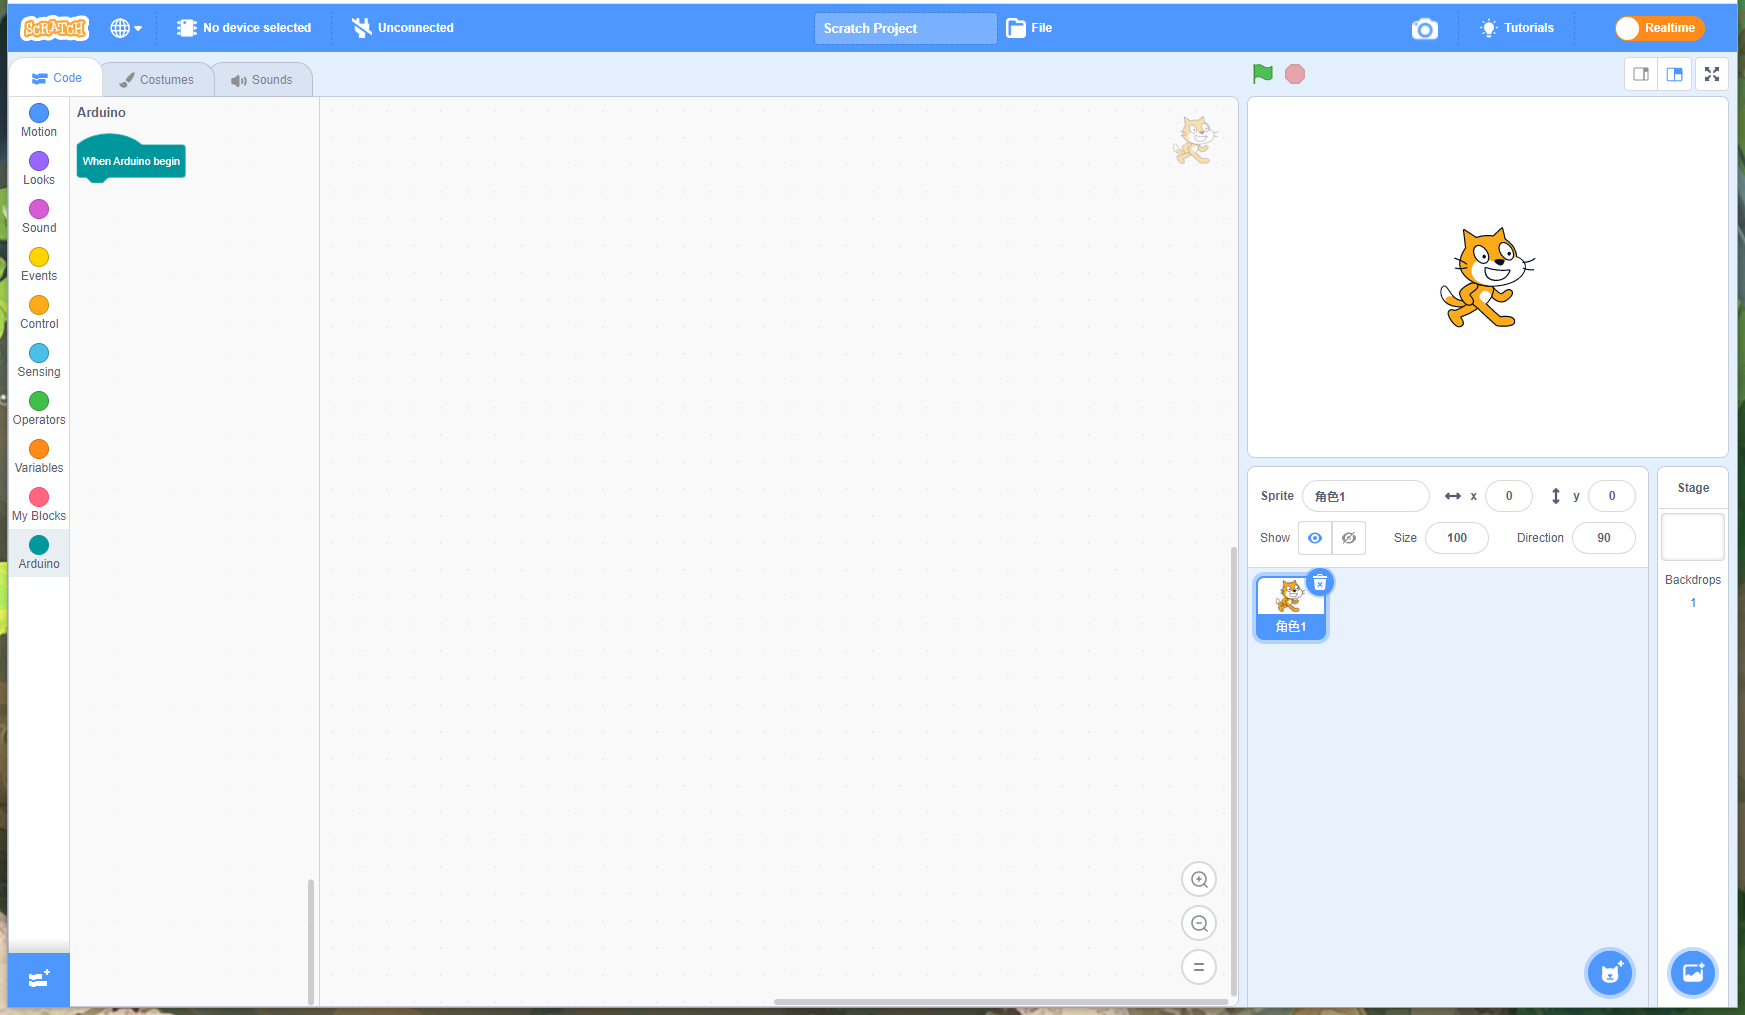 SCRATCH
No device selected
Unconnected
Scratch Project
File
Tutorials
Realtime
Code
Costumes
Sounds
Motion
Looks
Sound
Events
Control
Sensing
Operators
Variables
My Blocks
Arduino
Arduino
When Arduino begin
Sprite
角色1
x
0
y
0
Show
Size
100
Direction
90
角色1
Stage
Backdrops
1